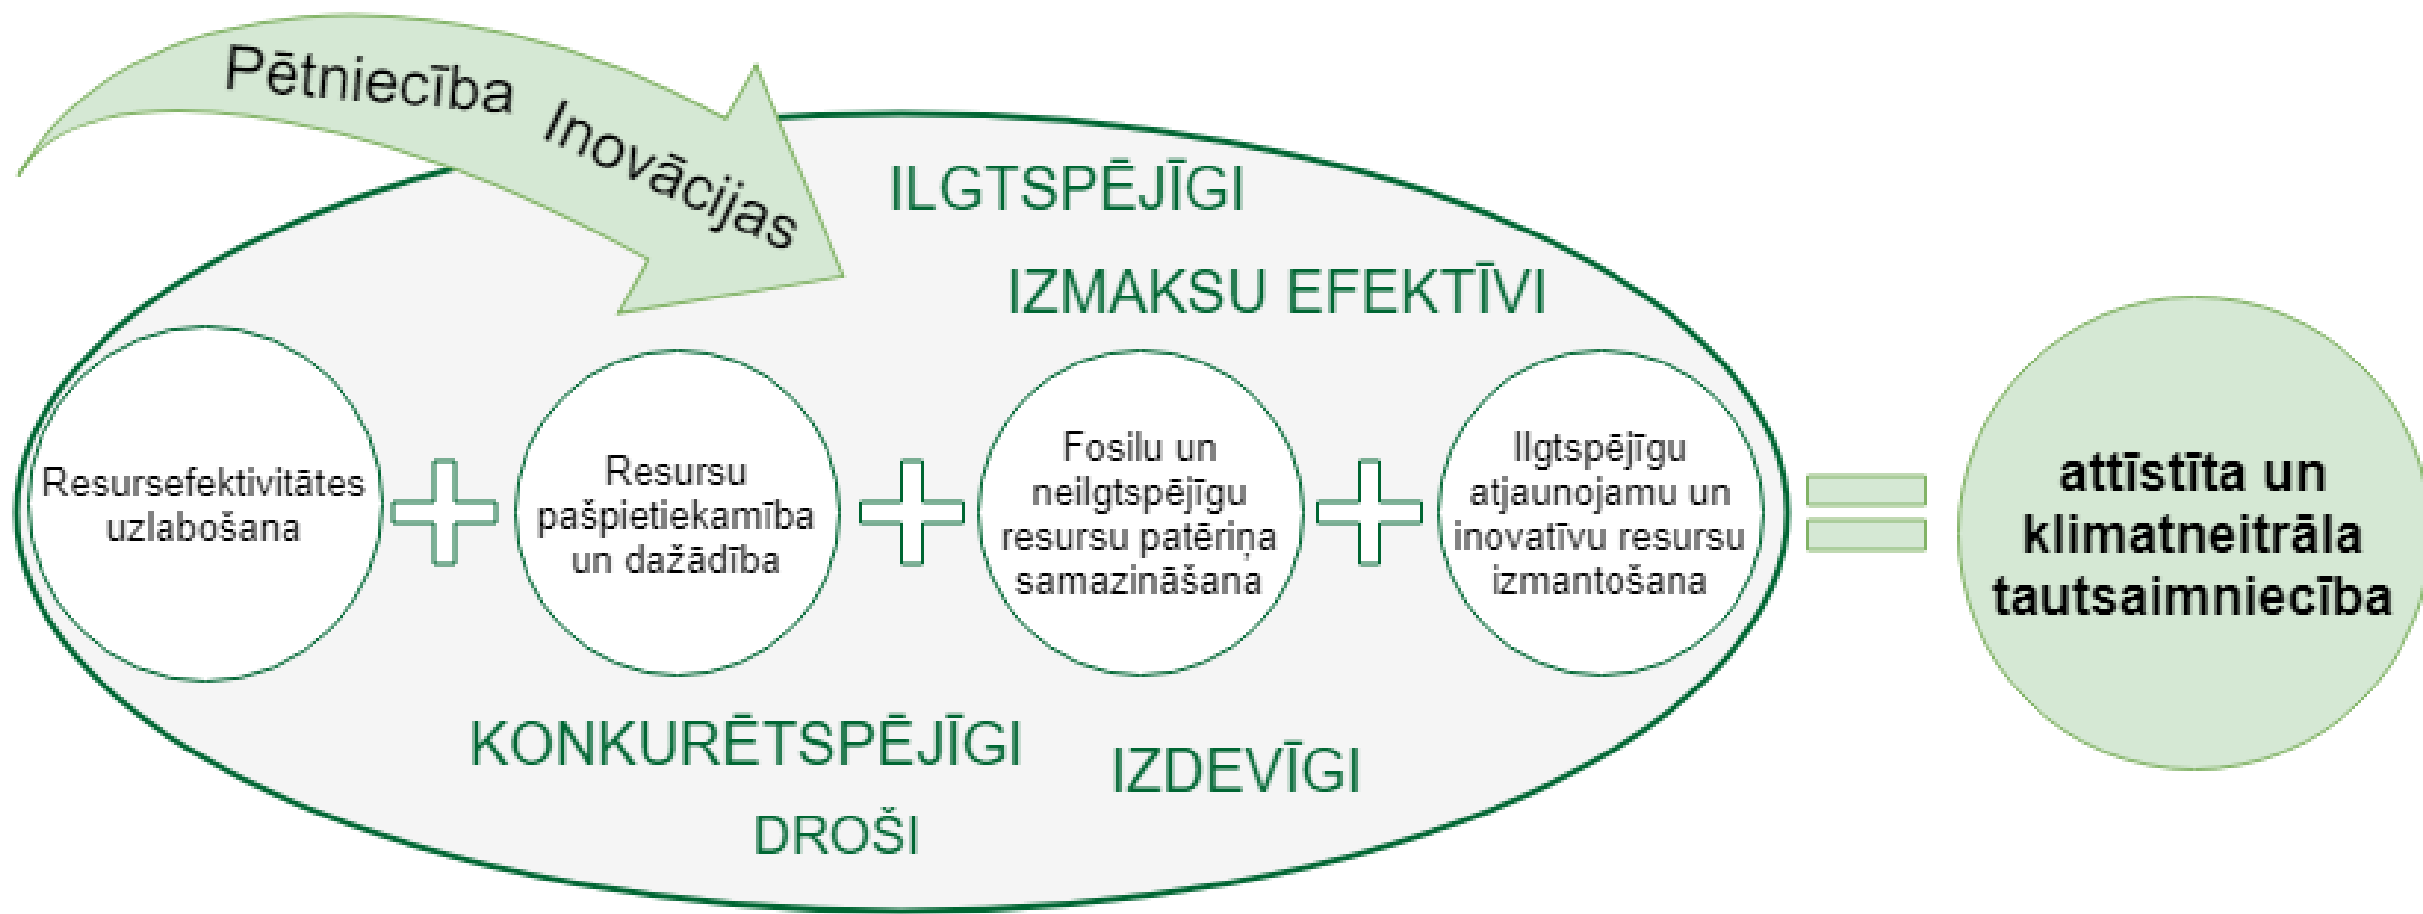 Pētniecība Inovācijas
ILGTSPĒJĪGI
IZMAKSU EFEKTĪVI
Resursefektivitātes
uzlabošana
Resursu
pašpietiekamība
un dažādība
Fosilu un
neilgtspējīgu
resursu patēriņa
samazināšana
Ilgtspējīgu
atjaunojamu un
inovatīvu resursu
izmantošana
attīstīta un
klimatneitrāla
tautsaimniecība
KONKURĒTSPĒJĪGI
IZDEVĪGI
DROŠI